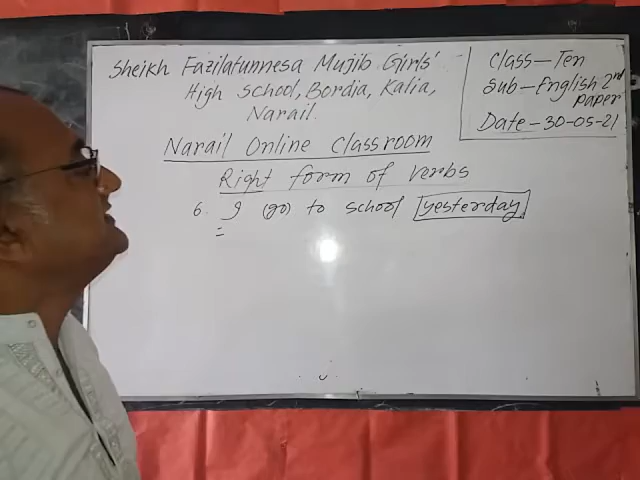 Sheikh Fazilatunnesa Mujib Girls'
High School, Bordia, Kalia,
Narail.
Class-Ten
Sub-English 2nd
paper
Date-30-05-21
Narail Online Classroom
Right form of verbs
6. I (go) to school yesterday.
=